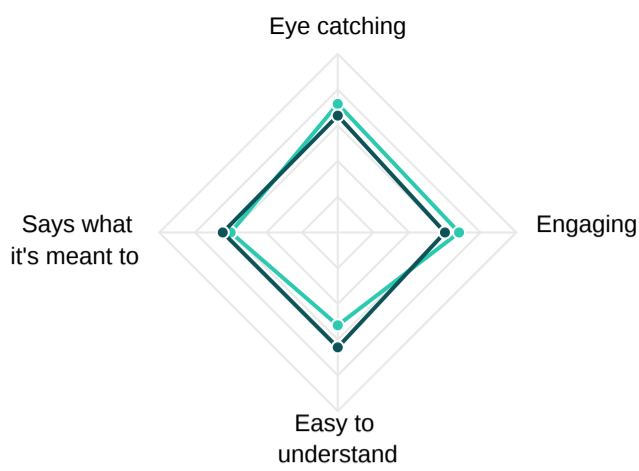 Eye catching
Says what
it's meant to
Engaging
Easy to
understand